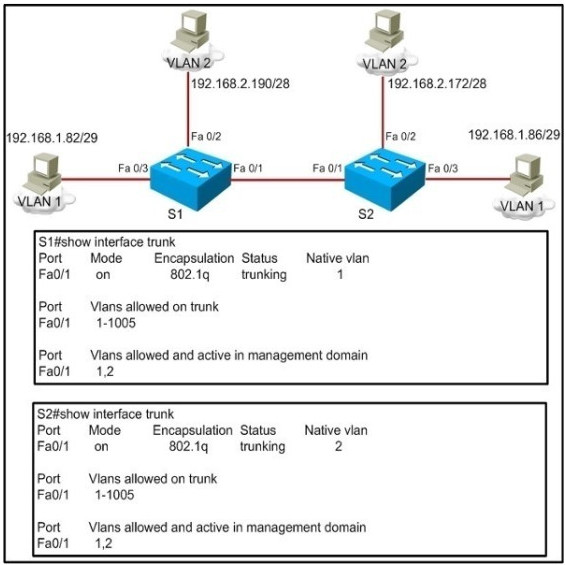 VLAN 2
VLAN 2
192.168.2.190/28
192.168.2.172/28
192.168.1.82/29
Fa 0/2
Fa 0/2
192.168.1.86/29
Fa 0/3
Fa 0/1
Fa 0/1
Fa 0/3
VLAN 1
S1
S2
VLAN 1
S1#show interface trunk
Port Mode Encapsulation Status Native vlan
Fa0/1 on 802.1q trunking 1
Port Vlans allowed on trunk
Fa0/1 1-1005
Port Vlans allowed and active in management domain
Fa0/1 1,2
S2#show interface trunk
Port Mode Encapsulation Status Native vlan
Fa0/1 on 802.1q trunking 2
Port Vlans allowed on trunk
Fa0/1 1-1005
Port Vlans allowed and active in management domain
Fa0/1 1,2